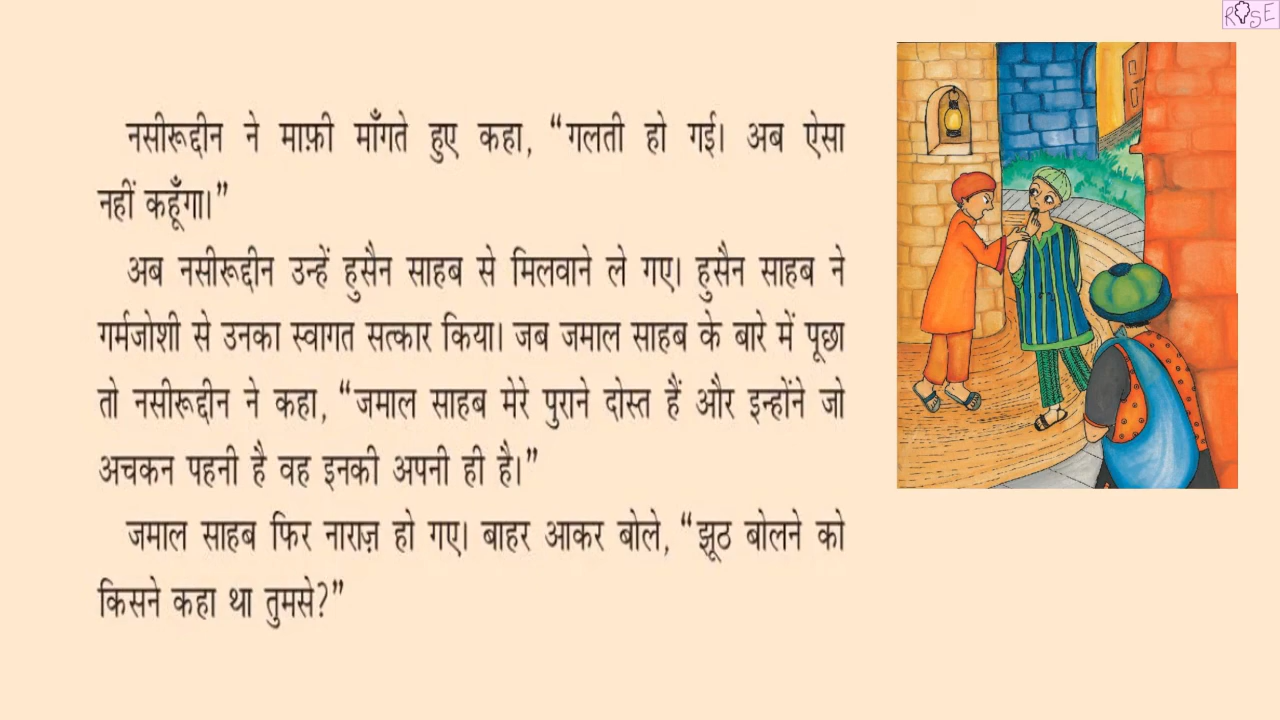 ROSE
नसीरूद्दीन ने माफ़ी माँगते हुए कहा, “गलती हो गई। अब ऐसा
नहीं कहूँगा।”
अब नसीरूद्दीन उन्हें हुसैन साहब से मिलवाने ले गए। हुसैन साहब ने
गर्मजोशी से उनका स्वागत सत्कार किया। जब जमाल साहब के बारे में पूछा
तो नसीरूद्दीन ने कहा, “जमाल साहब मेरे पुराने दोस्त हैं और इन्होंने जो
अचकन पहनी है वह इनकी अपनी ही है।”
जमाल साहब फिर नाराज़ हो गए। बाहर आकर बोले, “झूठ बोलने को
किसने कहा था तुमसे?”